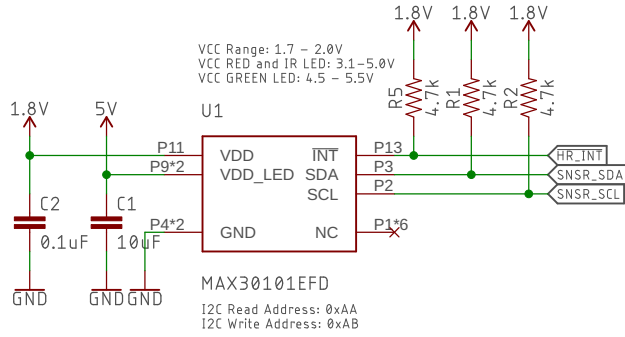 1.8V 1.8V 1.8V
VCC Range: 1.7 - 2.0V
VCC RED and IR LED: 3.1-5.0V
VCC GREEN LED: 4.5 - 5.5V
R5 4.7k R1 4.7k R2 4.7k
1.8V 5V U1
P11 VDD INT P13 HR_INT
P9*2 VDD_LED SDA P3 SNSR_SDA
SCL P2 SNSR_SCL
C2 C1
P4*2 GND NC P1*6
0.1uF 10uF
GND GND GND
MAX30101EFD
I2C Read Address: 0xAA
I2C Write Address: 0xAB